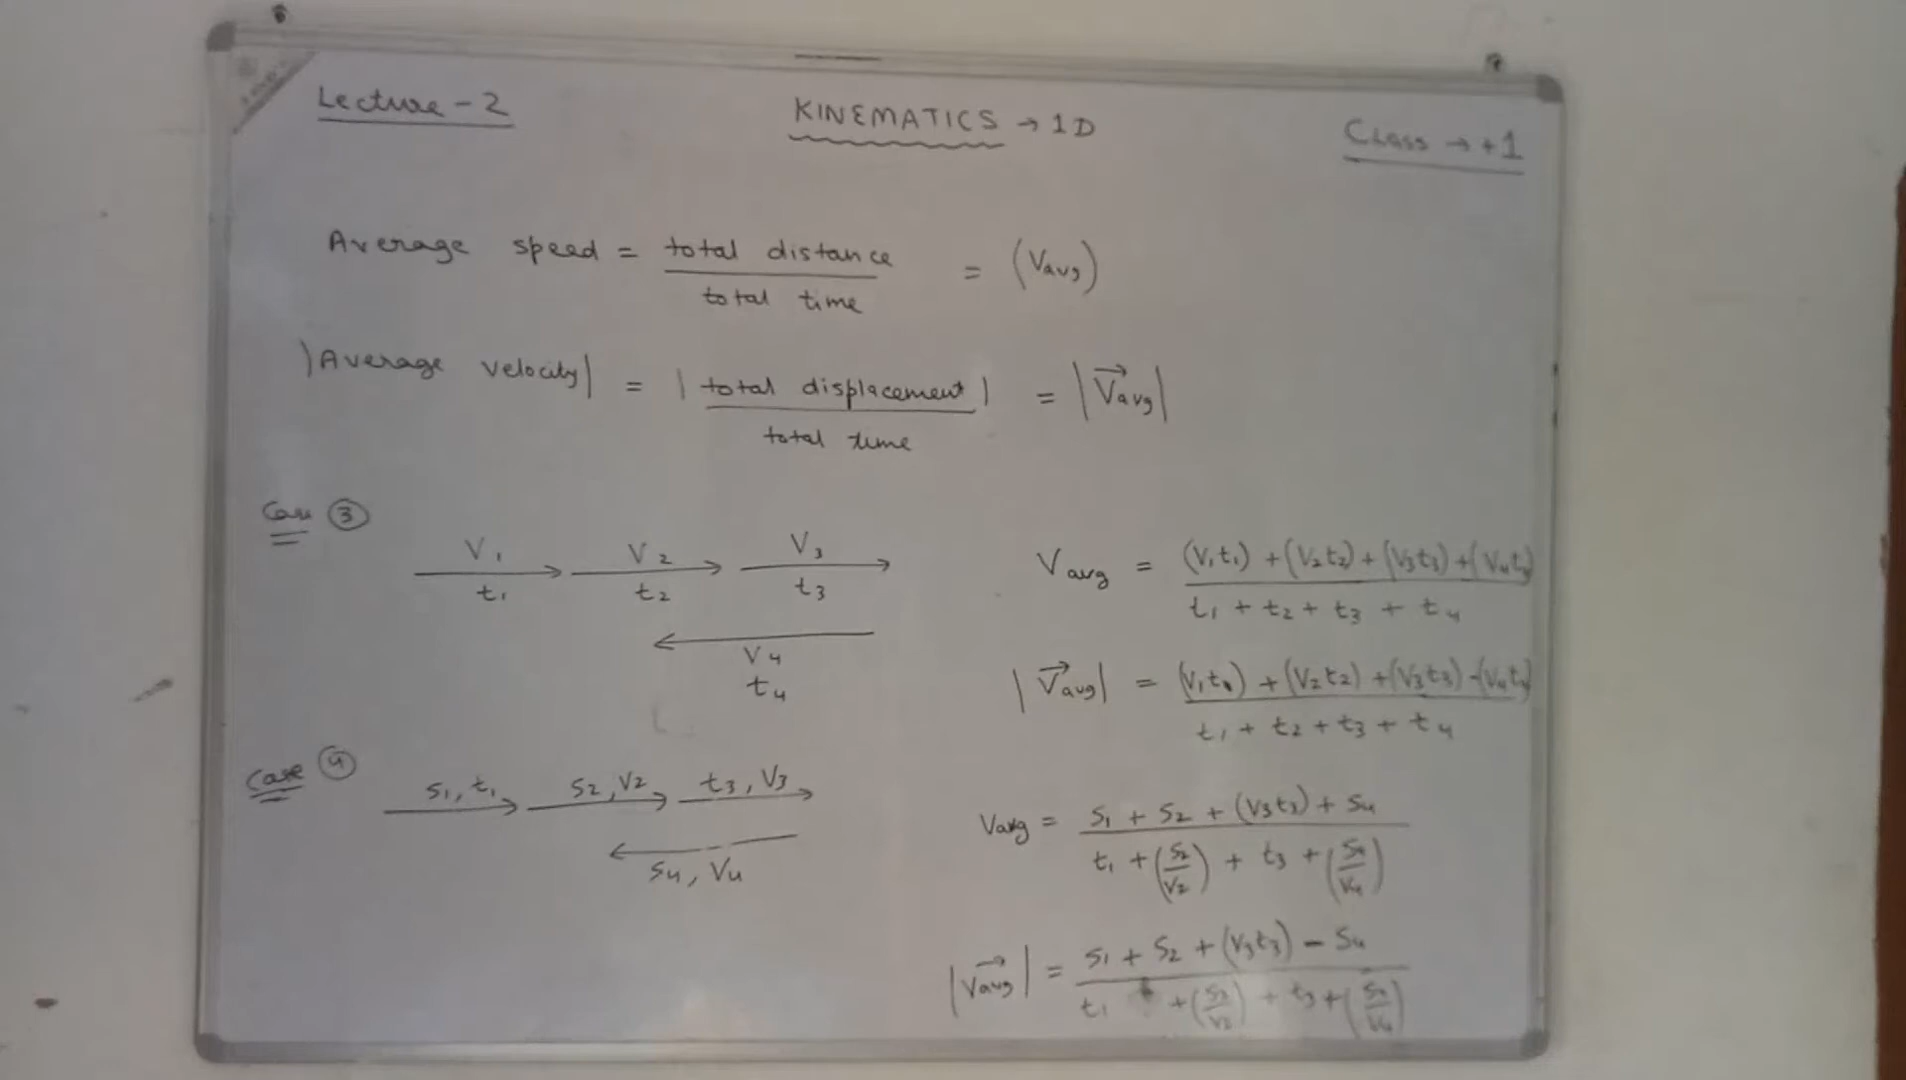 Lecture - 2
KINEMATICS → 1D
Class → +1
Average speed = total distance / total time = (Vavg)
|Average velocity| = |total displacement / total time| = |V⃗avg|
Case ③
V1 V2 V3
t1 t2 t3
V4
t4
Vavg = (V1t1) + (V2t2) + (V3t3) + (V4t4) / t1 + t2 + t3 + t4
|V⃗avg| = (V1t1) + (V2t2) + (V3t3) - (V4t4) / t1 + t2 + t3 + t4
Case ④
S1, t1 S2, V2 t3, V3
S4, V4
Vavg = S1 + S2 + (V3t3) + S4 / t1 + (S2/V2) + t3 + (S4/V4)
|V⃗avg| = S1 + S2 + (V3t3) - S4 / t1 + (S2/V2) + t3 + (S4/V4)